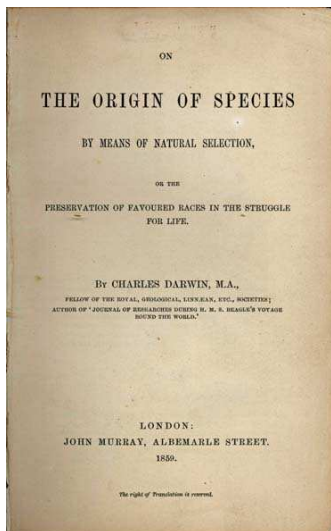 ON
THE ORIGIN OF SPECIES
BY MEANS OF NATURAL SELECTION,
OR THE
PRESERVATION OF FAVOURED RACES IN THE STRUGGLE
FOR LIFE.
BY CHARLES DARWIN, M.A.,
FELLOW OF THE ROYAL, GEOLOGICAL, LINNÆAN, ETC., SOCIETIES;
AUTHOR OF 'JOURNAL OF RESEARCHES DURING H. M. S. BEAGLE'S VOYAGE
ROUND THE WORLD.'
LONDON:
JOHN MURRAY, ALBEMARLE STREET.
1859.
The right of Translation is reserved.